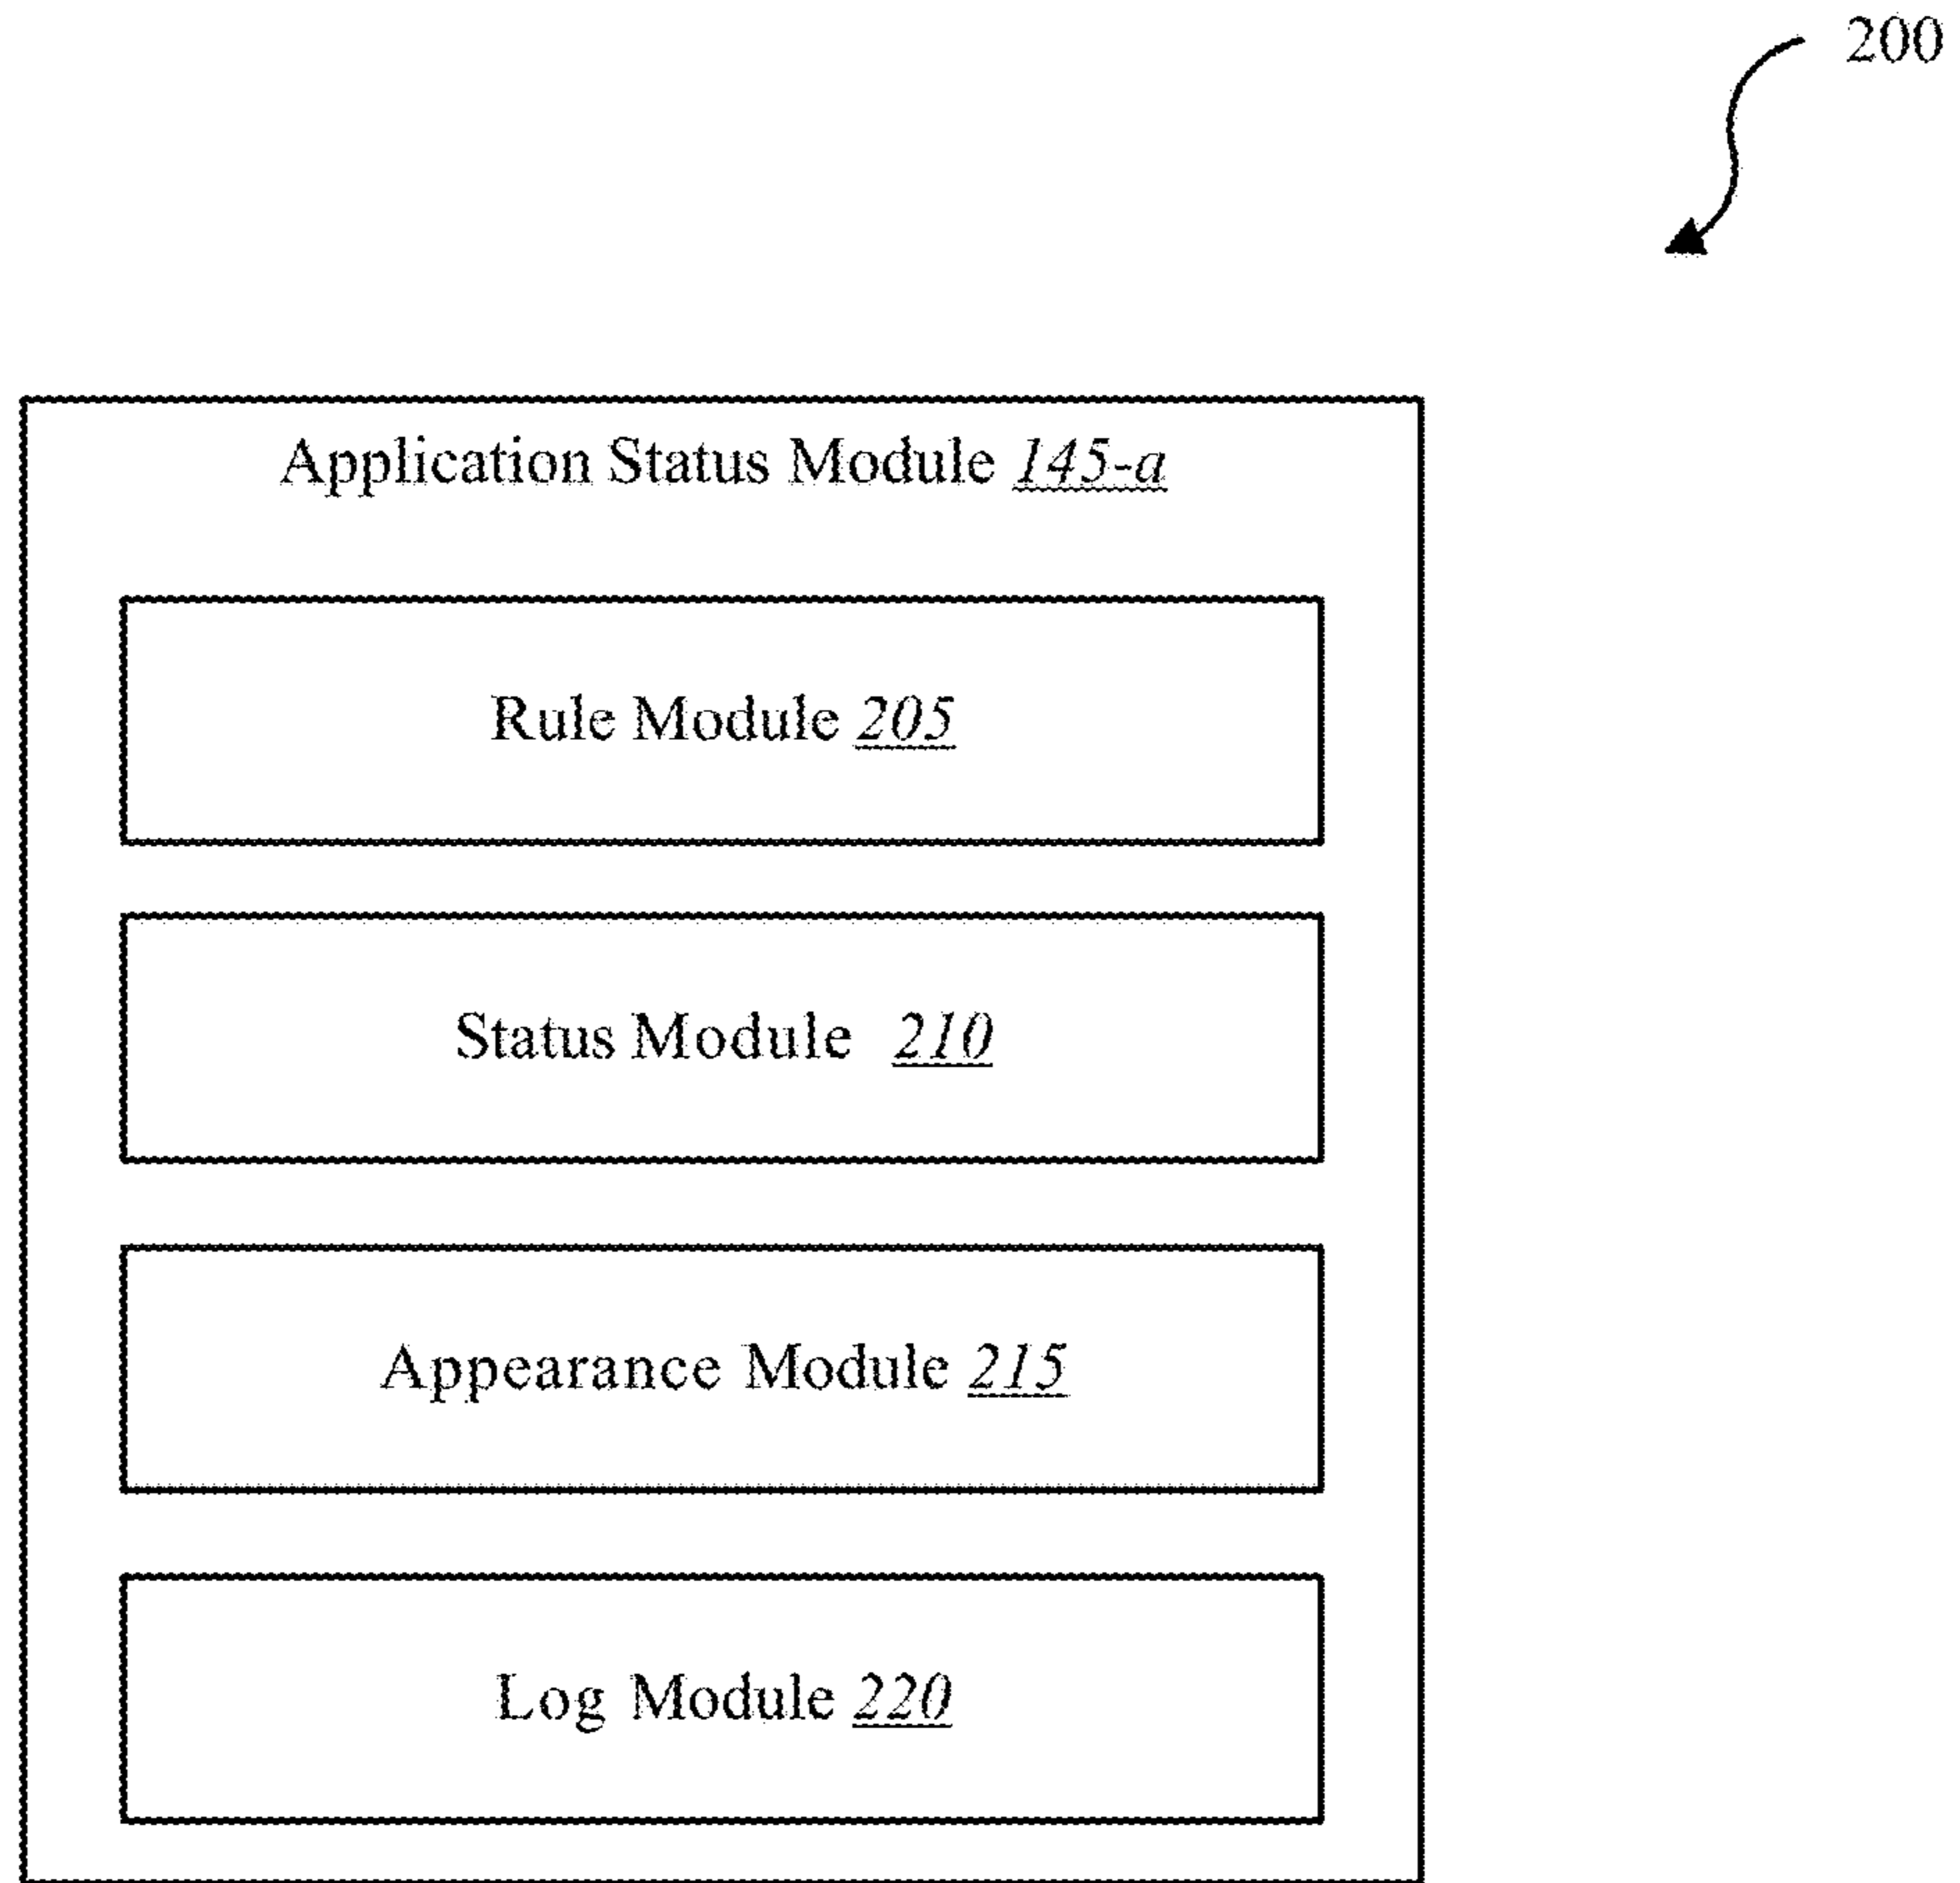 200
Application Status Module 145-a
Rule Module 205
Status Module 210
Appearance Module 215
Log Module 220